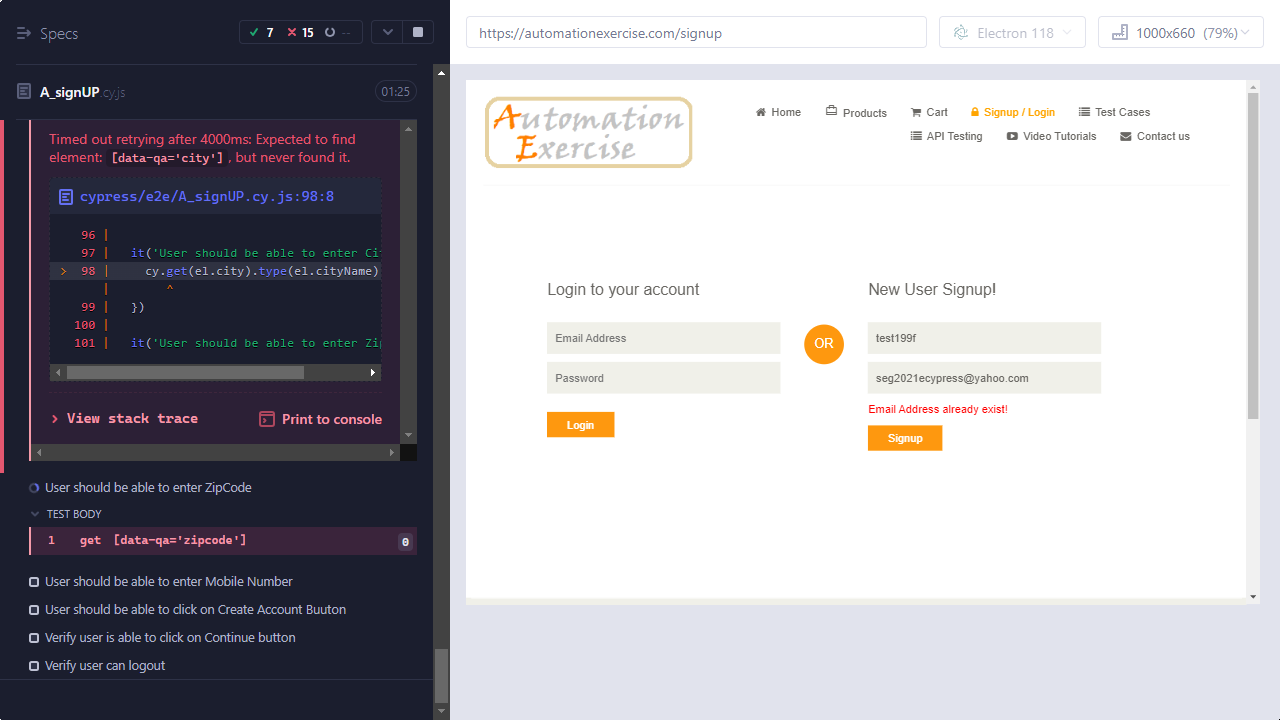 Specs
7 15 --
A_signUP.cy.js 01:25
Timed out retrying after 4000ms: Expected to find
element: [data-qa='city'], but never found it.
cypress/e2e/A_signUP.cy.js:98:8
96 |
97 | it('User should be able to enter Cit
> 98 | cy.get(el.city).type(el.cityName)
| ^
99 | })
100 |
101 | it('User should be able to enter Zip
> View stack trace Print to console
User should be able to enter ZipCode
TEST BODY
1 get [data-qa='zipcode'] 0
User should be able to enter Mobile Number
User should be able to click on Create Account Buuton
Verify user is able to click on Continue button
Verify user can logout
https://automationexercise.com/signup Electron 118 1000x660 (79%)
Automation
Exercise
Home Products Cart Signup / Login Test Cases
API Testing Video Tutorials Contact us
Login to your account
Email Address
Password
Login
OR
New User Signup!
test199f
seg2021ecypress@yahoo.com
Email Address already exist!
Signup